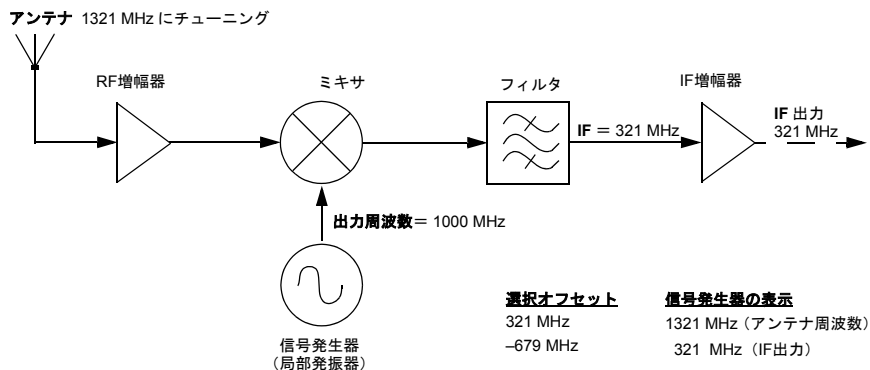 アンテナ 1321 MHz にチューニング
RF増幅器
ミキサ
フィルタ
IF増幅器
IF = 321 MHz
IF 出力
321 MHz
出力周波数= 1000 MHz
信号発生器
（局部発振器）
選択オフセット
321 MHz
–679 MHz
信号発生器の表示
1321 MHz（アンテナ周波数）
321 MHz（IF出力）